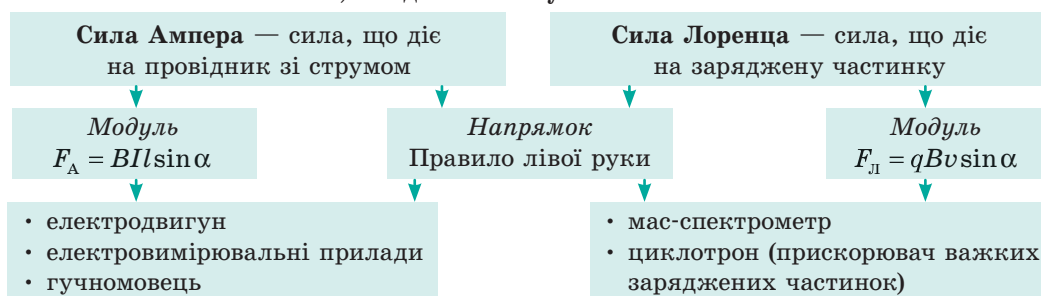 Сила Ампера — сила, що діє
на провідник зі струмом
Сила Лоренца — сила, що діє
на заряджену частинку
Модуль
F_А = BIl sin α
Напрямок
Правило лівої руки
Модуль
F_Л = qBv sin α
• електродвигун
• електровимірювальні прилади
• гучномовець
• мас-спектрометр
• циклотрон (прискорювач важких
заряджених частинок)